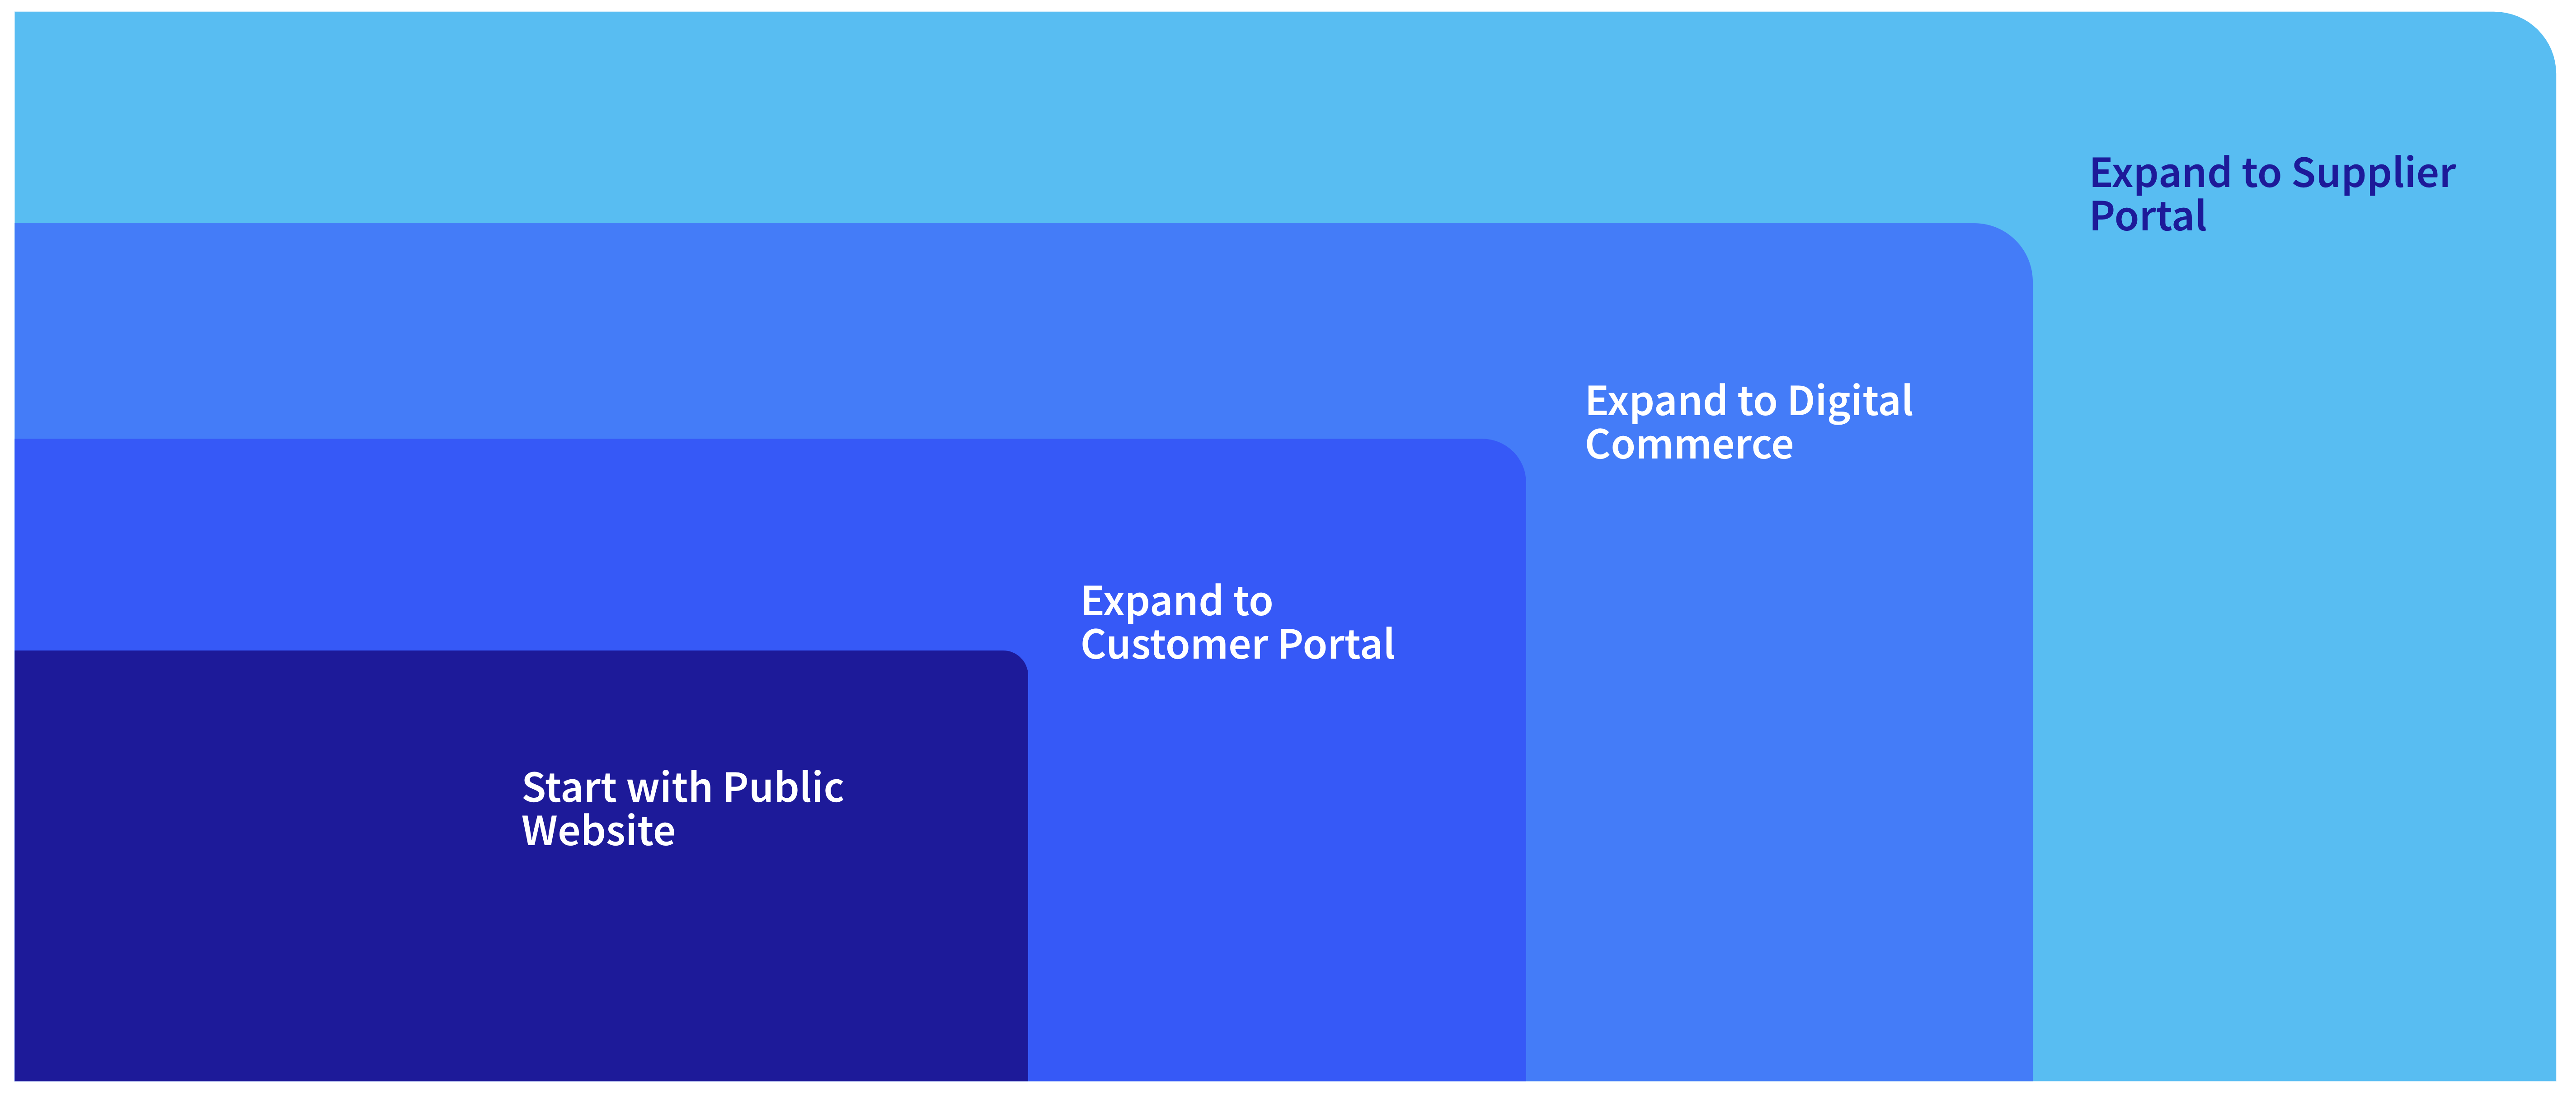 Expand to Supplier
Portal
Expand to Digital
Commerce
Expand to
Customer Portal
Start with Public
Website